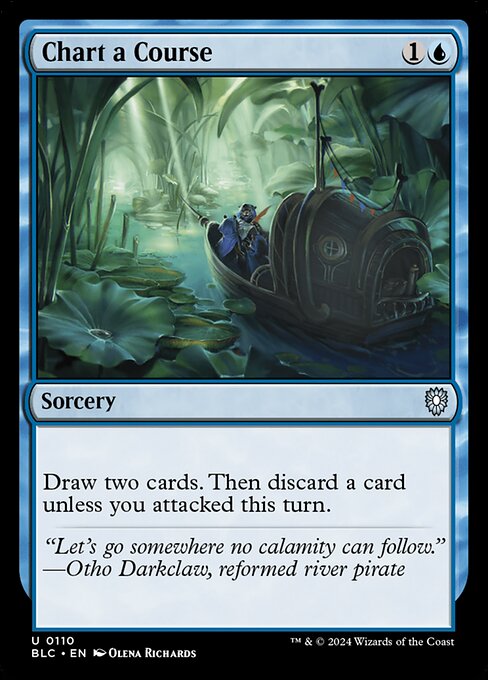 Chart a Course 1
Sorcery
Draw two cards. Then discard a card
unless you attacked this turn.
“Let’s go somewhere no calamity can follow.”
—Otho Darkclaw, reformed river pirate
U 0110
BLC • EN Olena Richards
™ & © 2024 Wizards of the Coast